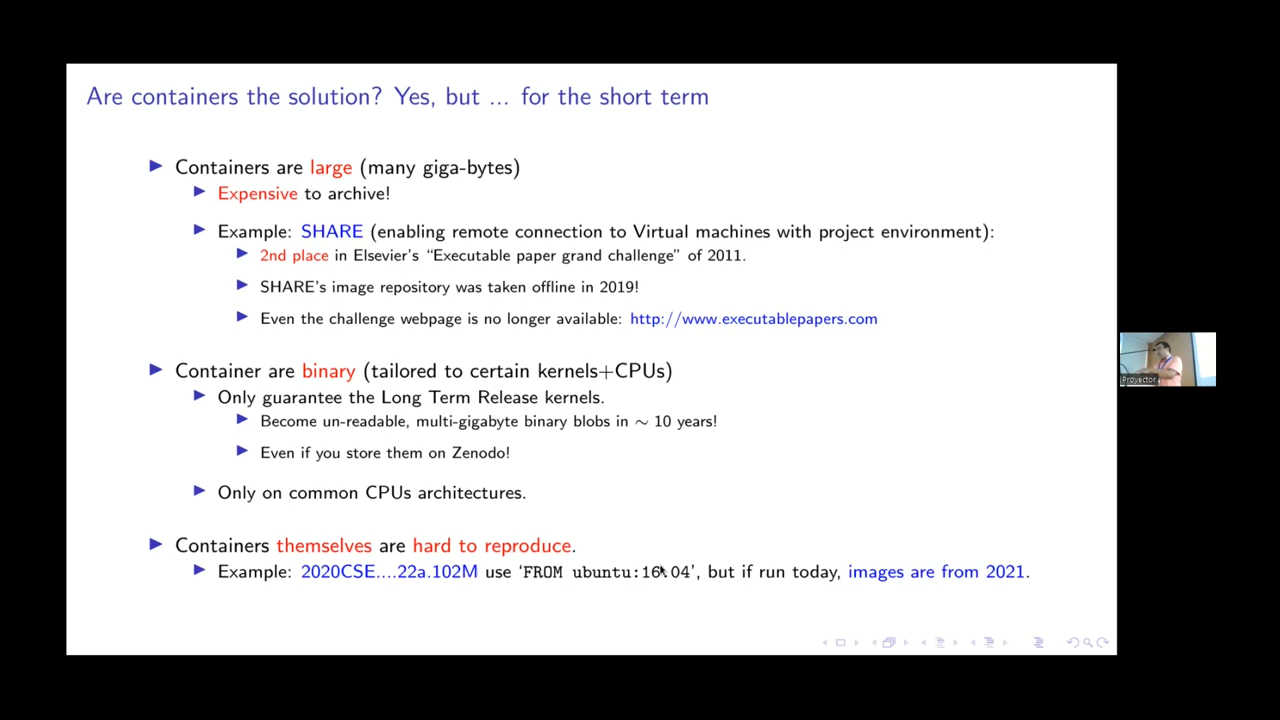 Are containers the solution? Yes, but ... for the short term
Containers are large (many giga-bytes)
Expensive to archive!
Example: SHARE (enabling remote connection to Virtual machines with project environment):
2nd place in Elsevier's “Executable paper grand challenge” of 2011.
SHARE's image repository was taken offline in 2019!
Even the challenge webpage is no longer available: http://www.executablepapers.com
Container are binary (tailored to certain kernels+CPUs)
Only guarantee the Long Term Release kernels.
Become un-readable, multi-gigabyte binary blobs in ∼ 10 years!
Even if you store them on Zenodo!
Only on common CPUs architectures.
Containers themselves are hard to reproduce.
Example: 2020CSE....22a.102M use ‘FROM ubuntu:16.04’, but if run today, images are from 2021.
Proyector